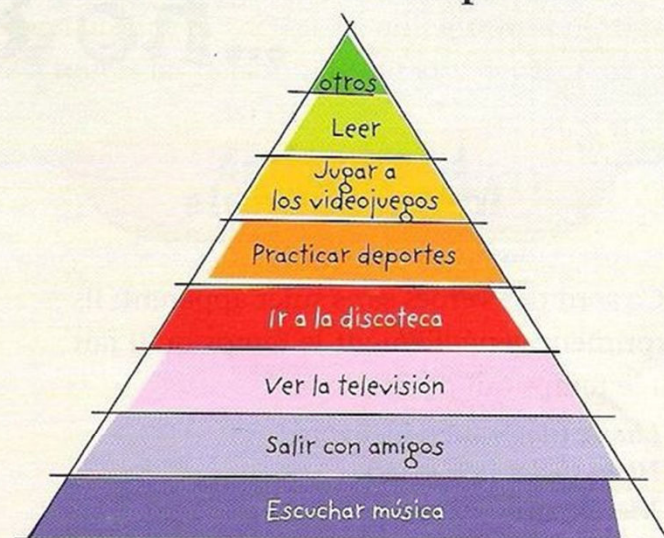 otros
Leer
Jugar a
los videojuegos
Practicar deportes
Ir a la discoteca
Ver la televisión
Salir con amigos
Escuchar música